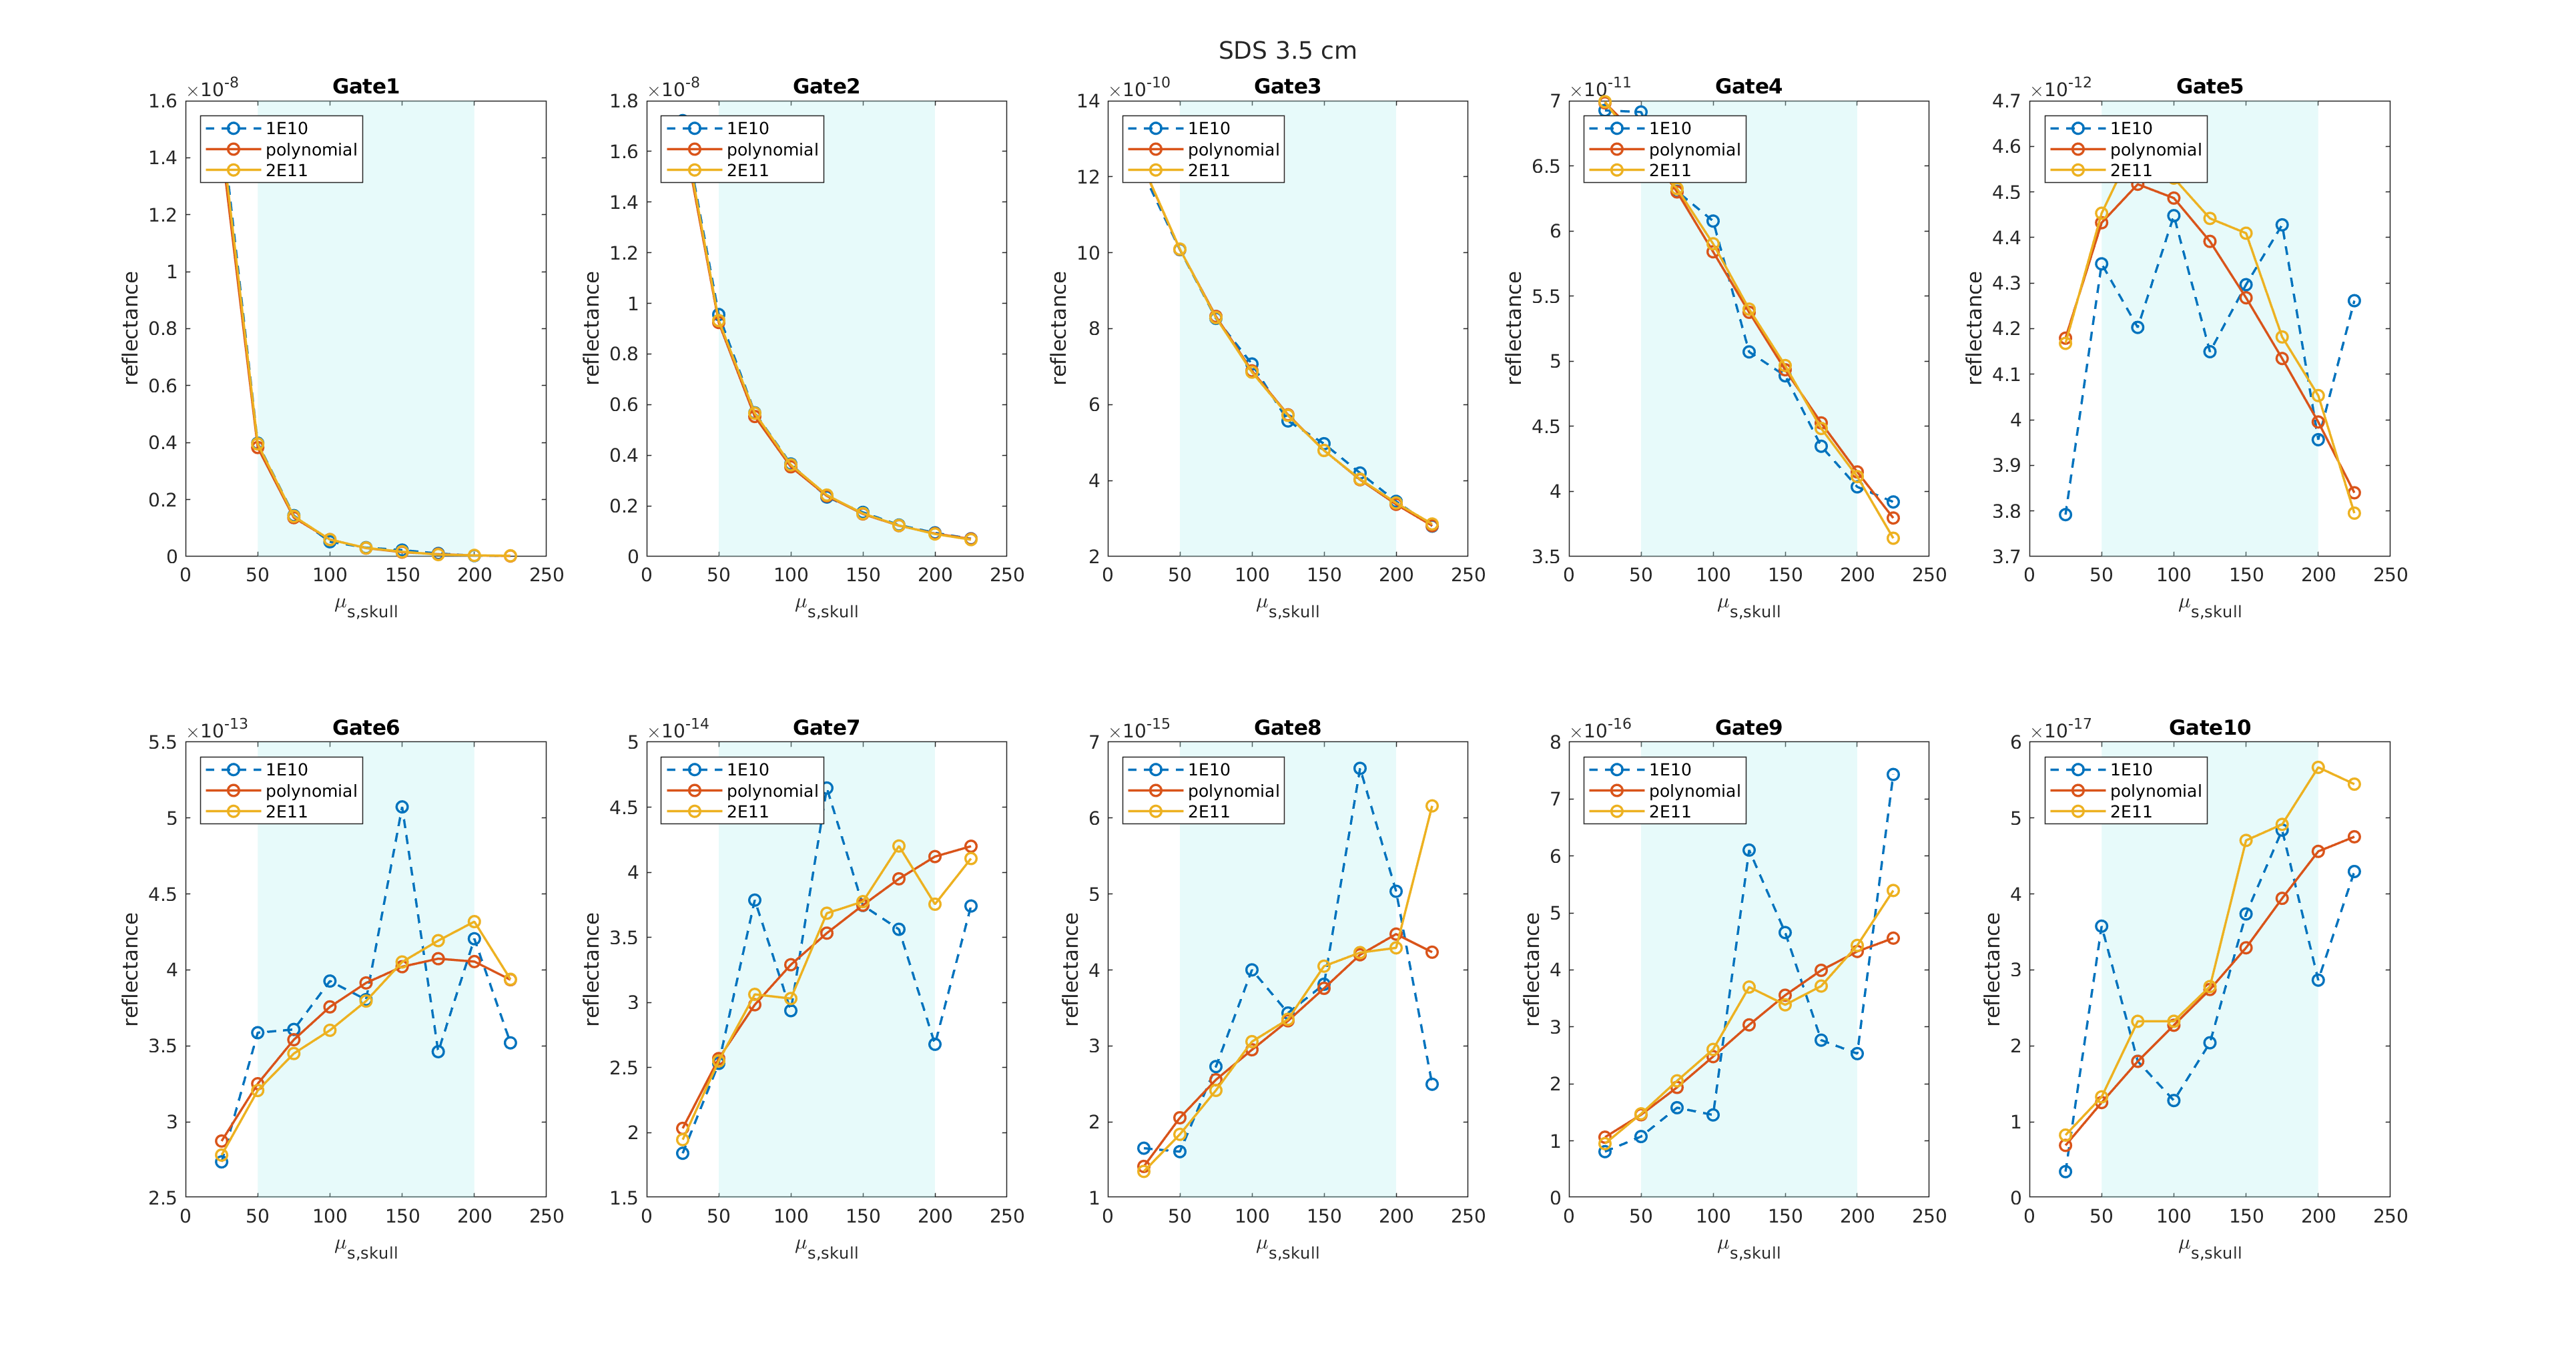 SDS 3.5 cm
×10-8
Gate1
1.6
1.4
1.2
1
0.8
0.6
0.4
0.2
0
reflectance
1E10
polynomial
2E11
0 50 100 150 200 250
μs,skull
×10-8
Gate2
1.8
1.6
1.4
1.2
1
0.8
0.6
0.4
0.2
0
reflectance
1E10
polynomial
2E11
0 50 100 150 200 250
μs,skull
×10-10
Gate3
14
12
10
8
6
4
2
reflectance
1E10
polynomial
2E11
0 50 100 150 200 250
μs,skull
×10-11
Gate4
7
6.5
6
5.5
5
4.5
4
3.5
reflectance
1E10
polynomial
2E11
0 50 100 150 200 250
μs,skull
×10-12
Gate5
4.7
4.6
4.5
4.4
4.3
4.2
4.1
4
3.9
3.8
3.7
reflectance
1E10
polynomial
2E11
0 50 100 150 200 250
μs,skull
×10-13
Gate6
5.5
5
4.5
4
3.5
3
2.5
reflectance
1E10
polynomial
2E11
0 50 100 150 200 250
μs,skull
×10-14
Gate7
5
4.5
4
3.5
3
2.5
2
1.5
reflectance
1E10
polynomial
2E11
0 50 100 150 200 250
μs,skull
×10-15
Gate8
7
6
5
4
3
2
1
reflectance
1E10
polynomial
2E11
0 50 100 150 200 250
μs,skull
×10-16
Gate9
8
7
6
5
4
3
2
1
0
reflectance
1E10
polynomial
2E11
0 50 100 150 200 250
μs,skull
×10-17
Gate10
6
5
4
3
2
1
0
reflectance
1E10
polynomial
2E11
0 50 100 150 200 250
μs,skull